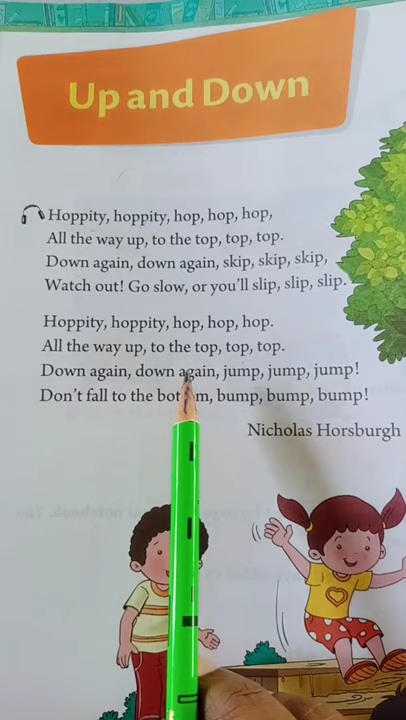 Up and Down
Hoppity, hoppity, hop, hop, hop,
All the way up, to the top, top, top.
Down again, down again, skip, skip, skip,
Watch out! Go slow, or you'll slip, slip, slip.
Hoppity, hoppity, hop, hop, hop.
All the way up, to the top, top, top.
Down again, down again, jump, jump, jump!
Don't fall to the bottom, bump, bump, bump!
Nicholas Horsburgh